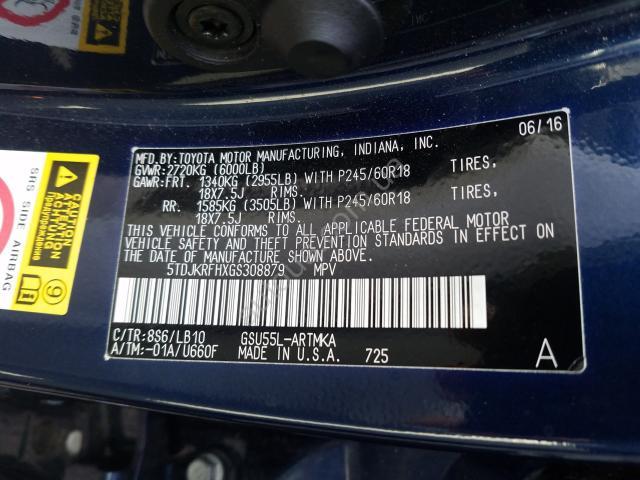 06/16
MFD.BY:TOYOTA MOTOR MANUFACTURING, INDIANA, INC.
GVWR:2720KG (6000LB)
GAWR:FRT. 1340KG (2955LB) WITH P245/60R18 TIRES,
18X7.5J RIMS.
RR. 1585KG (3505LB) WITH P245/60R18 TIRES,
18X7.5J RIMS.
THIS VEHICLE CONFORMS TO ALL APPLICABLE FEDERAL MOTOR
VEHICLE SAFETY AND THEFT PREVENTION STANDARDS IN EFFECT ON
THE DATE OF MANUFACTURE SHOWN ABOVE.
5TDJKRFHXGS308879 MPV
C/TR:8S6/LB10 GSU55L-ARTMKA
A/TM:-01A/U660F MADE IN U.S.A. 725 A
SRS SIDE AIRBAG
CAUTION
9